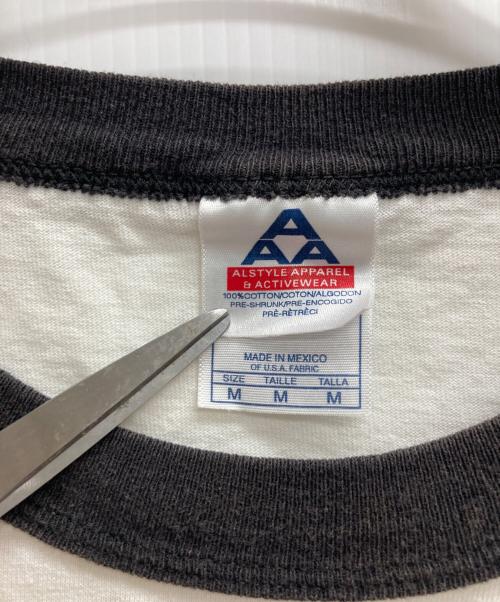 A
AAA
ALSTYLE APPAREL
& ACTIVEWEAR
100%COTTON/COTON/ALGODON
PRE-SHRUNK/PRE-ENCOGIDO
PRÉ-RÉTRÉCI
MADE IN MEXICO
OF U.S.A. FABRIC
SIZE TAILLE TALLA
M M M